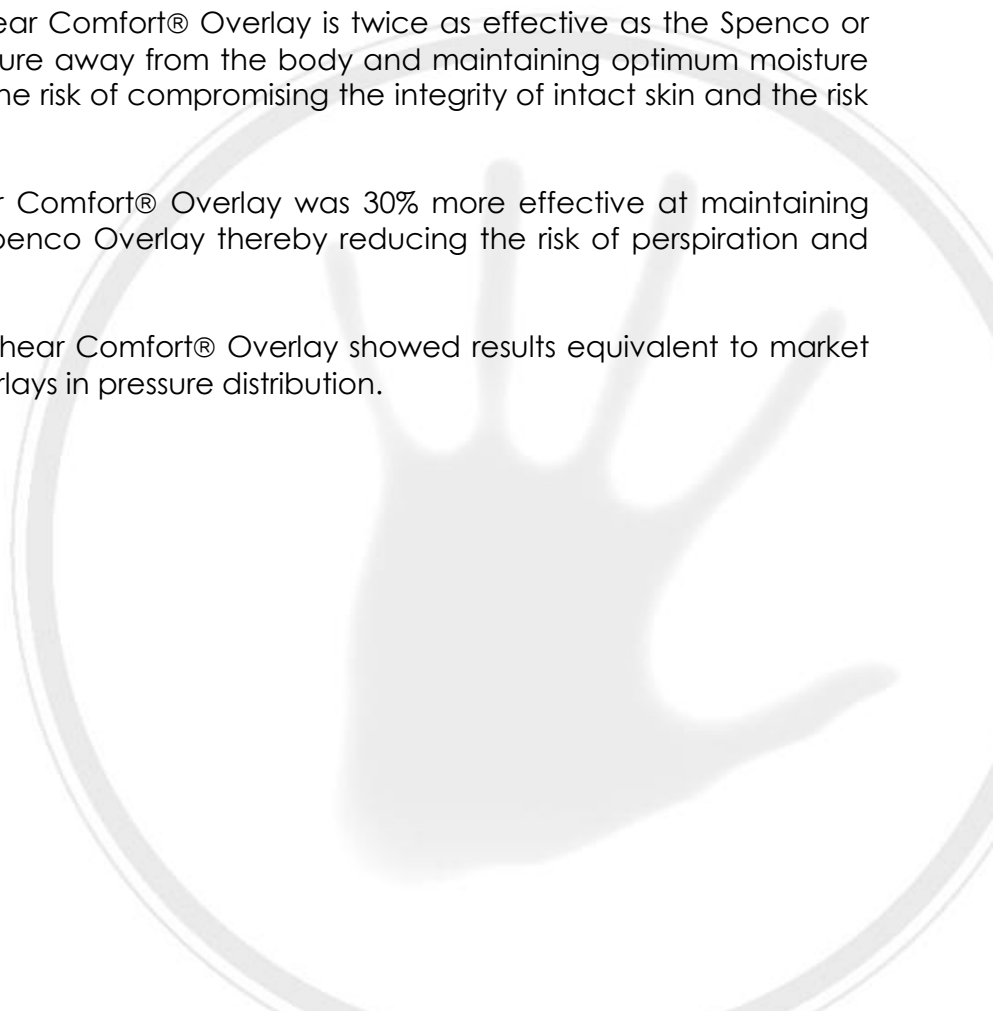 ear Comfort® Overlay is twice as effective as the Spenco or
ure away from the body and maintaining optimum moisture
he risk of compromising the integrity of intact skin and the risk
r Comfort® Overlay was 30% more effective at maintaining
penco Overlay thereby reducing the risk of perspiration and
hear Comfort® Overlay showed results equivalent to market
rlays in pressure distribution.